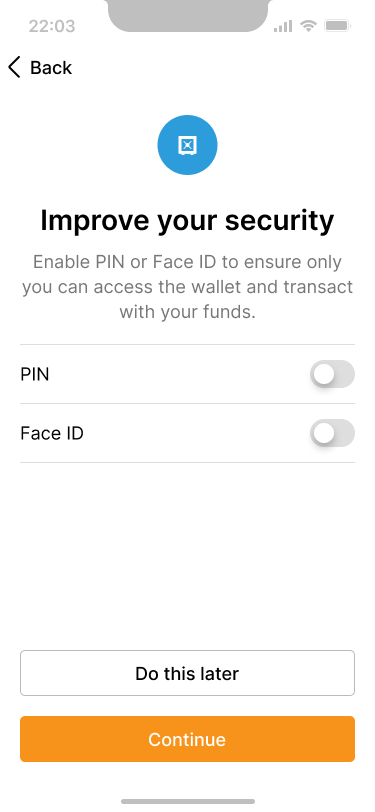 22:03
Back
Improve your security
Enable PIN or Face ID to ensure only
you can access the wallet and transact
with your funds.
PIN
Face ID
Do this later
Continue